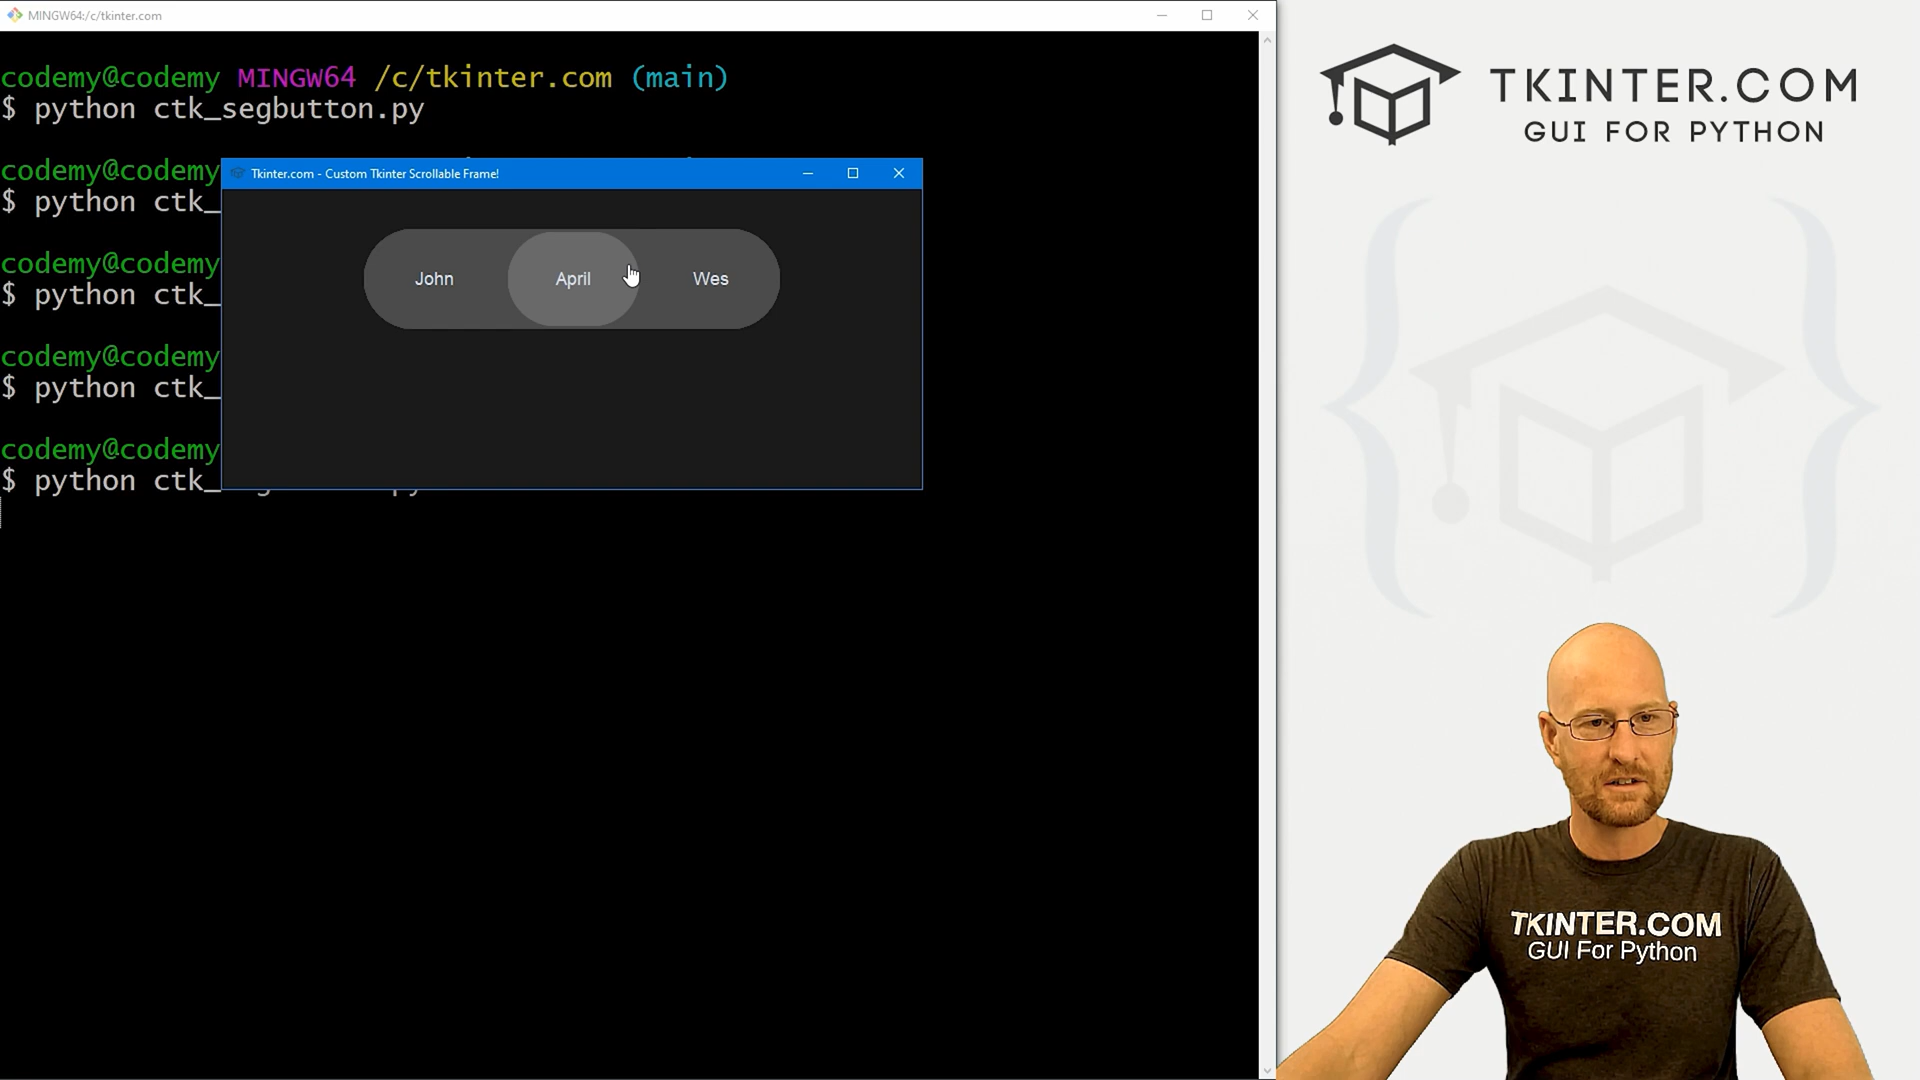 MINGW64:/c/tkinter.com
codemy@codemy MINGW64 /c/tkinter.com (main)
$ python ctk_segbutton.py
codemy@codemy
$ python ctk_
codemy@codemy
$ python ctk_
codemy@codemy
$ python ctk_
codemy@codemy
$ python ctk_
Tkinter.com - Custom Tkinter Scrollable Frame!
John April Wes
TKINTER.COM
GUI FOR PYTHON
TKINTER.COM
GUI For Python